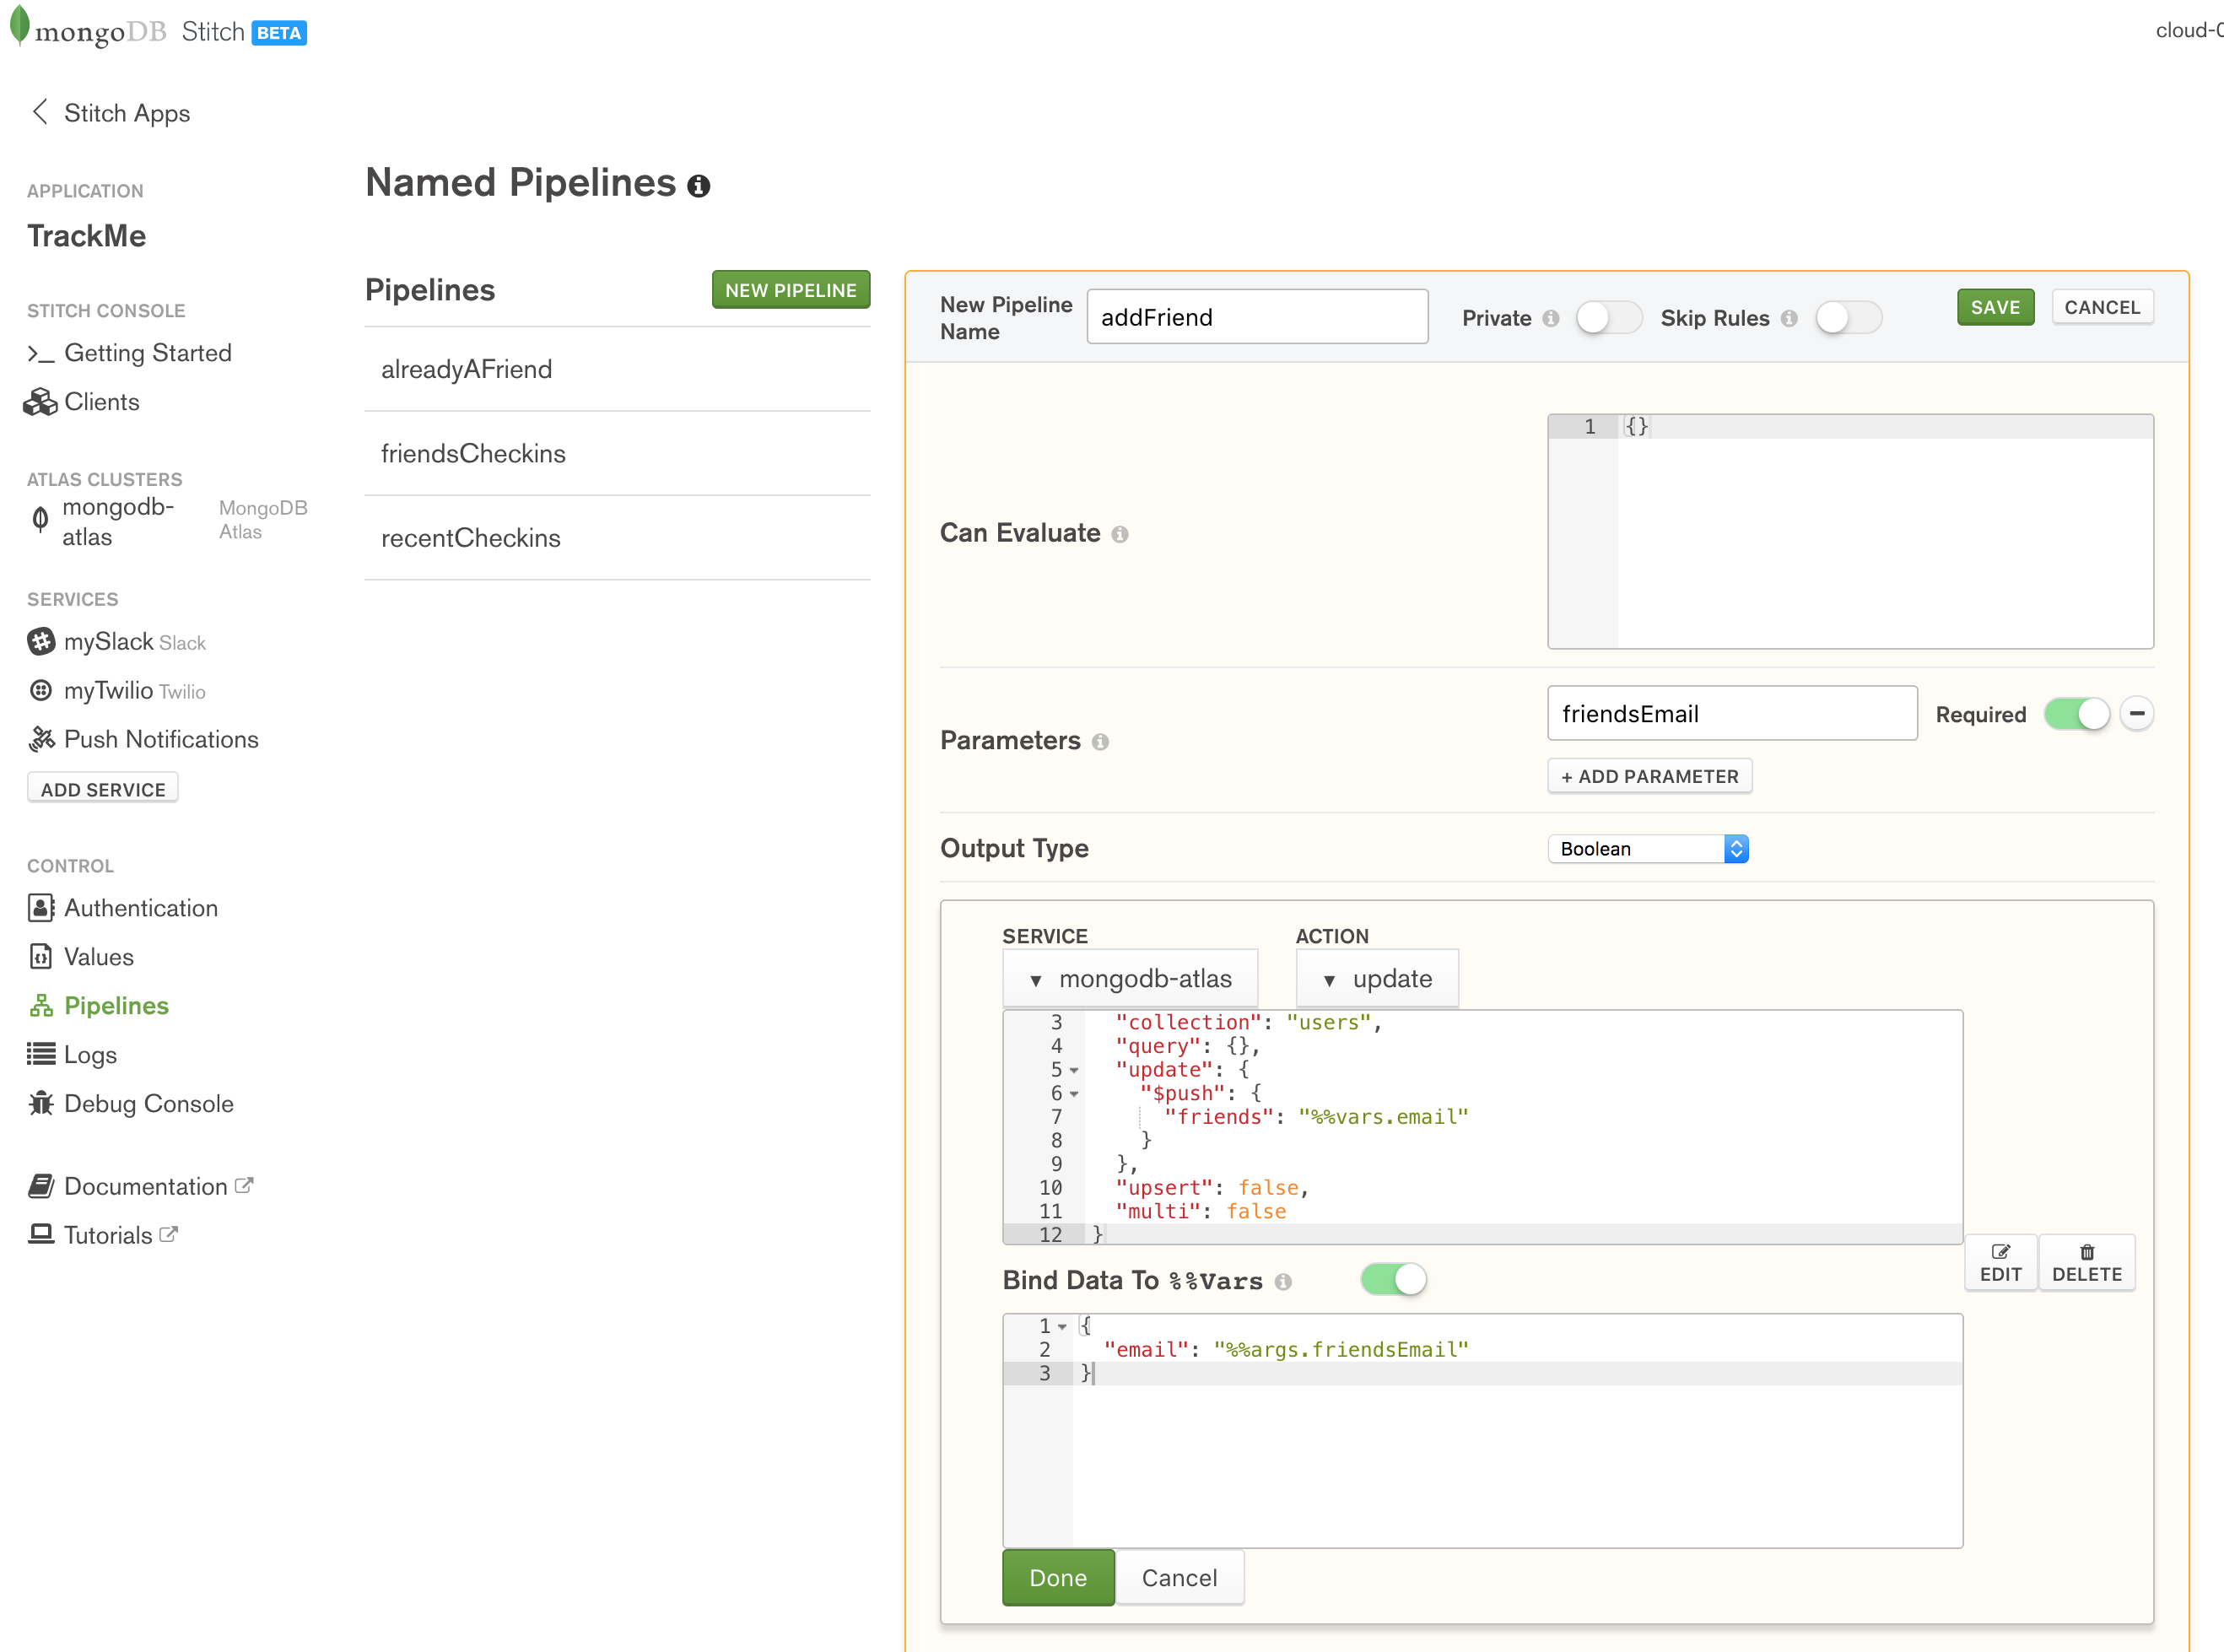 mongoDB Stitch BETA
cloud-0
Stitch Apps
APPLICATION
TrackMe
STITCH CONSOLE
Getting Started
Clients
ATLAS CLUSTERS
mongodb-atlas MongoDB Atlas
SERVICES
mySlack Slack
myTwilio Twilio
Push Notifications
ADD SERVICE
CONTROL
Authentication
Values
Pipelines
Logs
Debug Console
Documentation
Tutorials
Named Pipelines
Pipelines NEW PIPELINE
alreadyAFriend
friendsCheckins
recentCheckins
New Pipeline Name
addFriend
Private
Skip Rules
SAVE
CANCEL
Can Evaluate
1 {}
Parameters
friendsEmail
Required
+ ADD PARAMETER
Output Type
Boolean
SERVICE ACTION
▼ mongodb-atlas ▼ update
3 "collection": "users",
4 "query": {},
5 "update": {
6 "$push": {
7 "friends": "%%vars.email"
8 }
9 },
10 "upsert": false,
11 "multi": false
12 }
EDIT
DELETE
Bind Data To %%Vars
1 {
2 "email": "%%args.friendsEmail"
3 }
Done
Cancel